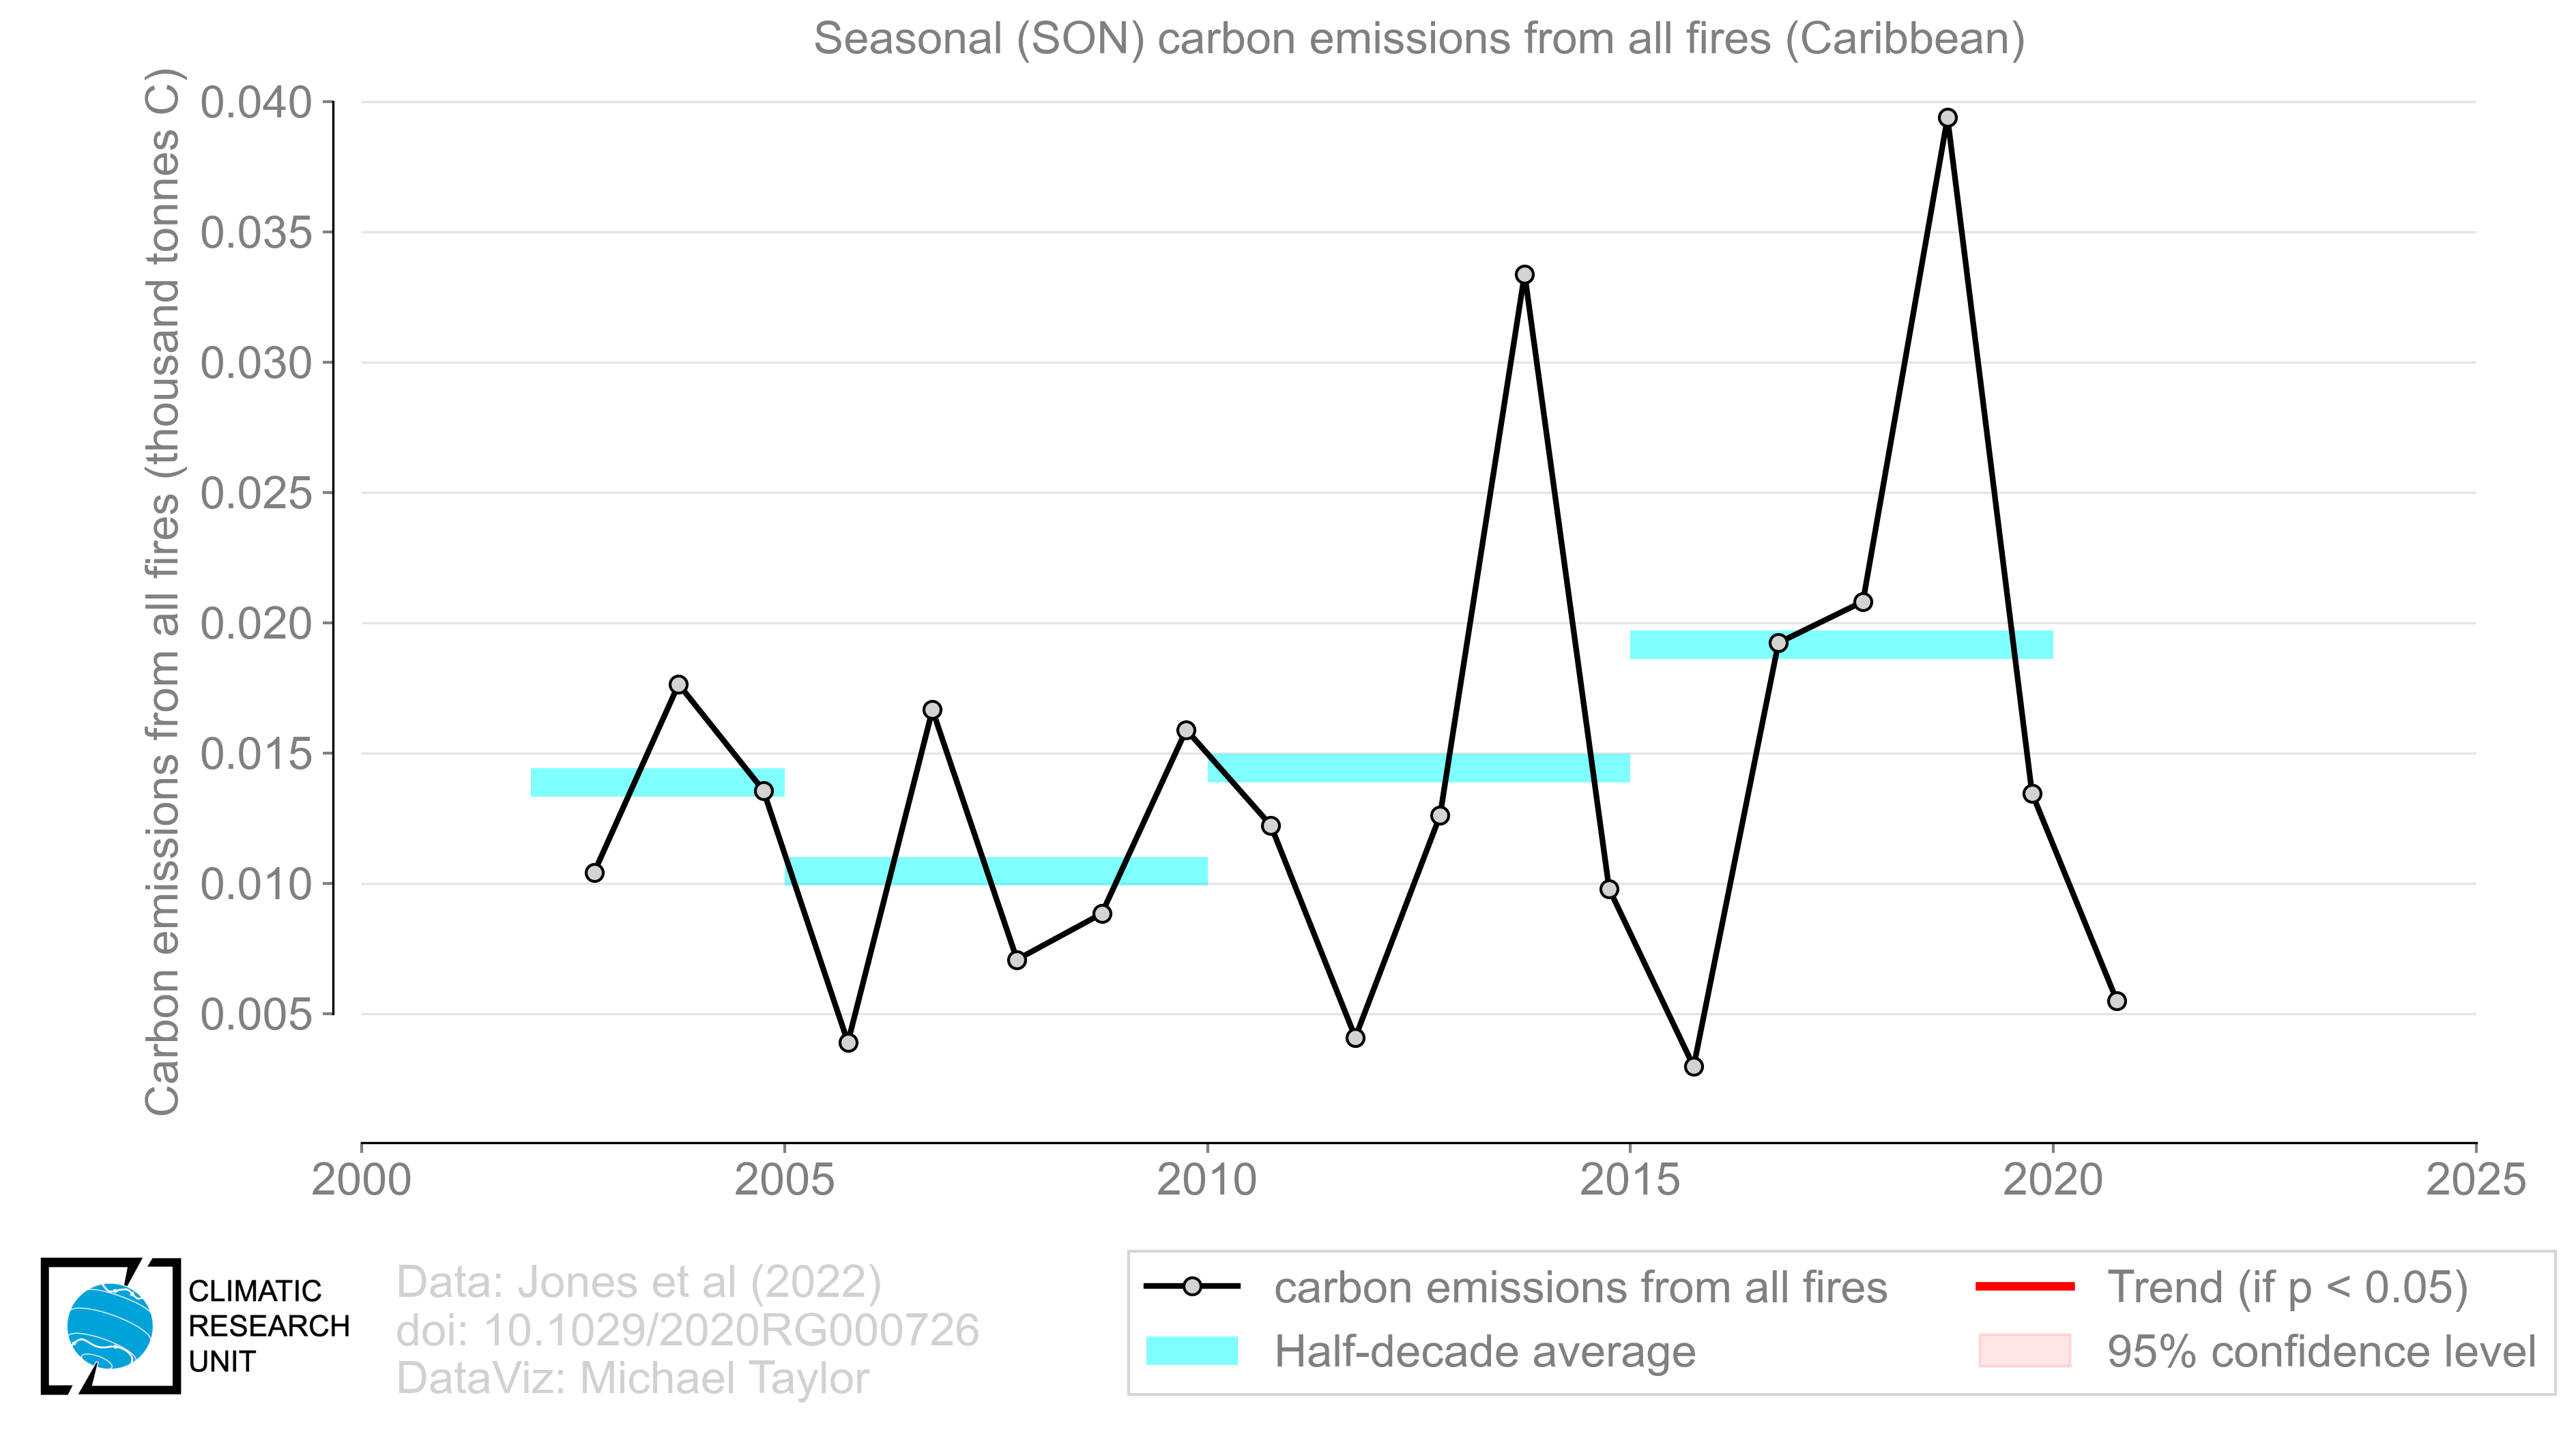 Seasonal (SON) carbon emissions from all fires (Caribbean)
Carbon emissions from all fires (thousand tonnes C)
0.040
0.035
0.030
0.025
0.020
0.015
0.010
0.005
2000
2005
2010
2015
2020
2025
CLIMATIC
RESEARCH
UNIT
Data: Jones et al (2022)
doi: 10.1029/2020RG000726
DataViz: Michael Taylor
carbon emissions from all fires
Half-decade average
Trend (if p < 0.05)
95% confidence level